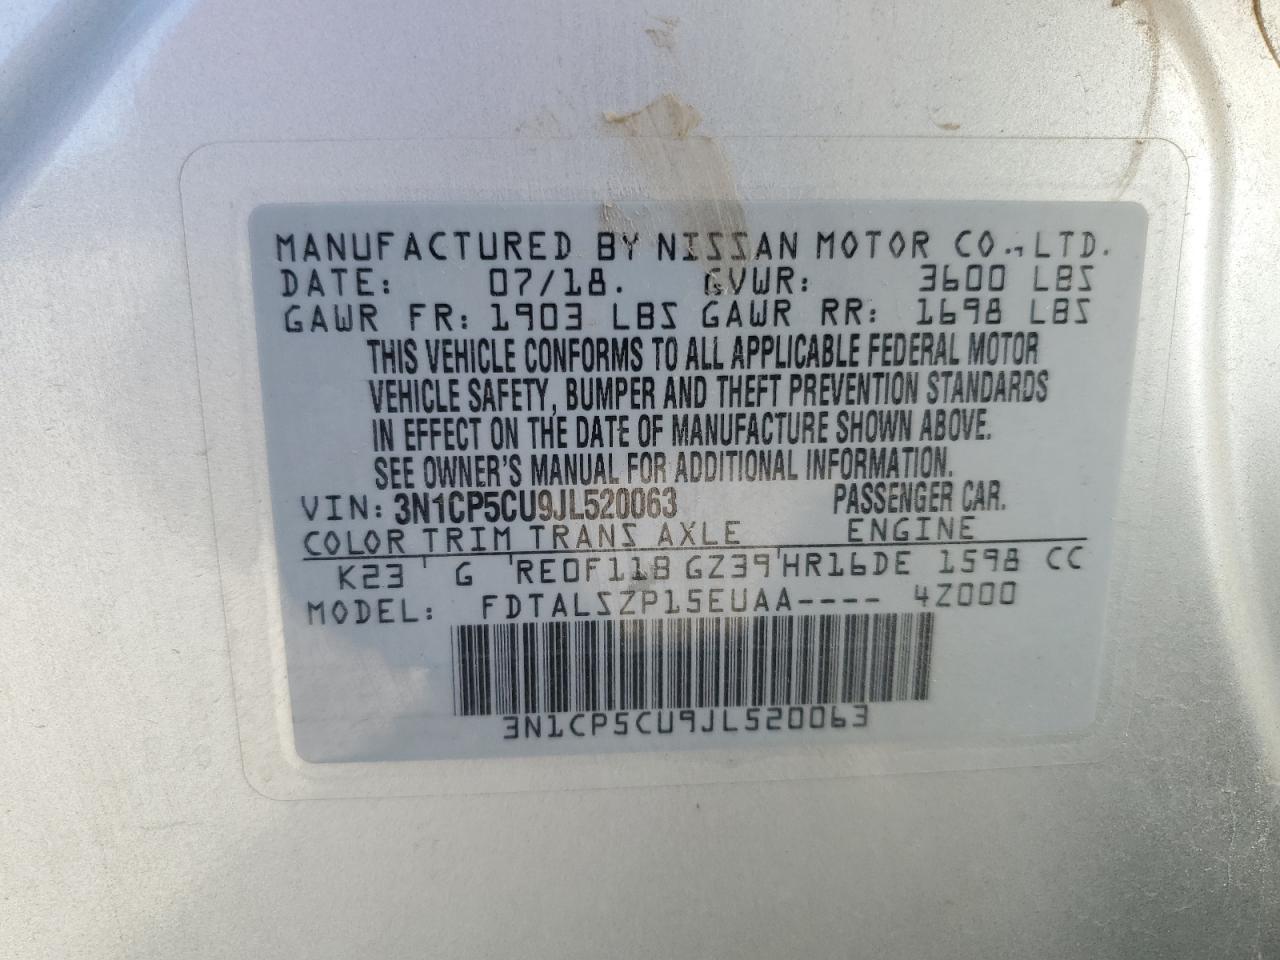 MANUFACTURED BY NISSAN MOTOR CO., LTD.
DATE: 07/18. GVWR: 3600 LBS
GAWR FR: 1903 LBS GAWR RR: 1698 LBS
THIS VEHICLE CONFORMS TO ALL APPLICABLE FEDERAL MOTOR
VEHICLE SAFETY, BUMPER AND THEFT PREVENTION STANDARDS
IN EFFECT ON THE DATE OF MANUFACTURE SHOWN ABOVE.
SEE OWNER'S MANUAL FOR ADDITIONAL INFORMATION.
VIN: 3N1CP5CU9JL520063 PASSENGER CAR.
COLOR TRIM TRANS AXLE ENGINE
K23 G RE0F11B GZ39 HR16DE 1598 CC
MODEL: FDTALSZP15EUAA---- 4Z000
3N1CP5CU9JL520063